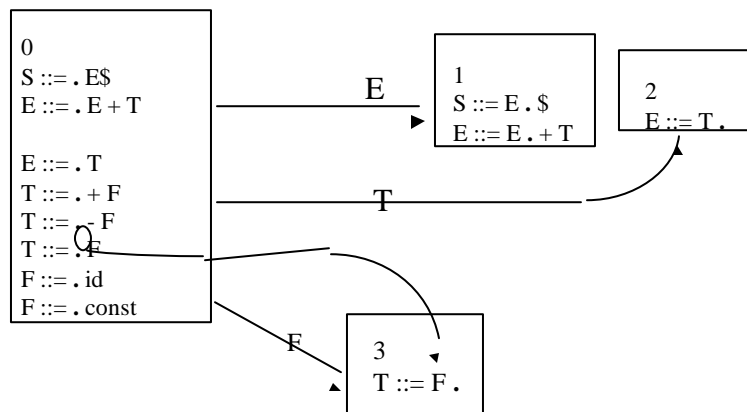 0
S ::= . E$
E ::= . E + T
E ::= . T
T ::= . + F
T ::= . - F
T ::= . F
F ::= . id
F ::= . const
E
1
S ::= E . $
E ::= E . + T
2
E ::= T .
T
F
3
T ::= F .